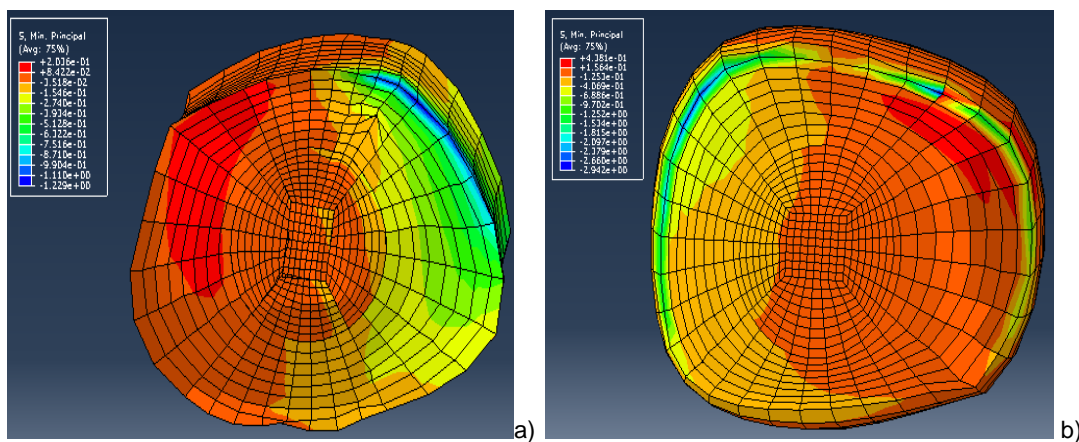 S, Min. Principal
(Avg: 75%)
+2.036e-01
+8.422e-02
-3.518e-02
-1.546e-01
-2.740e-01
-3.934e-01
-5.128e-01
-6.322e-01
-7.516e-01
-8.710e-01
-9.904e-01
-1.110e+00
-1.229e+00
a)
S, Min. Principal
(Avg: 75%)
+4.381e-01
+1.564e-01
-1.253e-01
-4.069e-01
-6.886e-01
-9.702e-01
-1.252e+00
-1.534e+00
-1.815e+00
-2.097e+00
-2.379e+00
-2.660e+00
-2.942e+00
b)